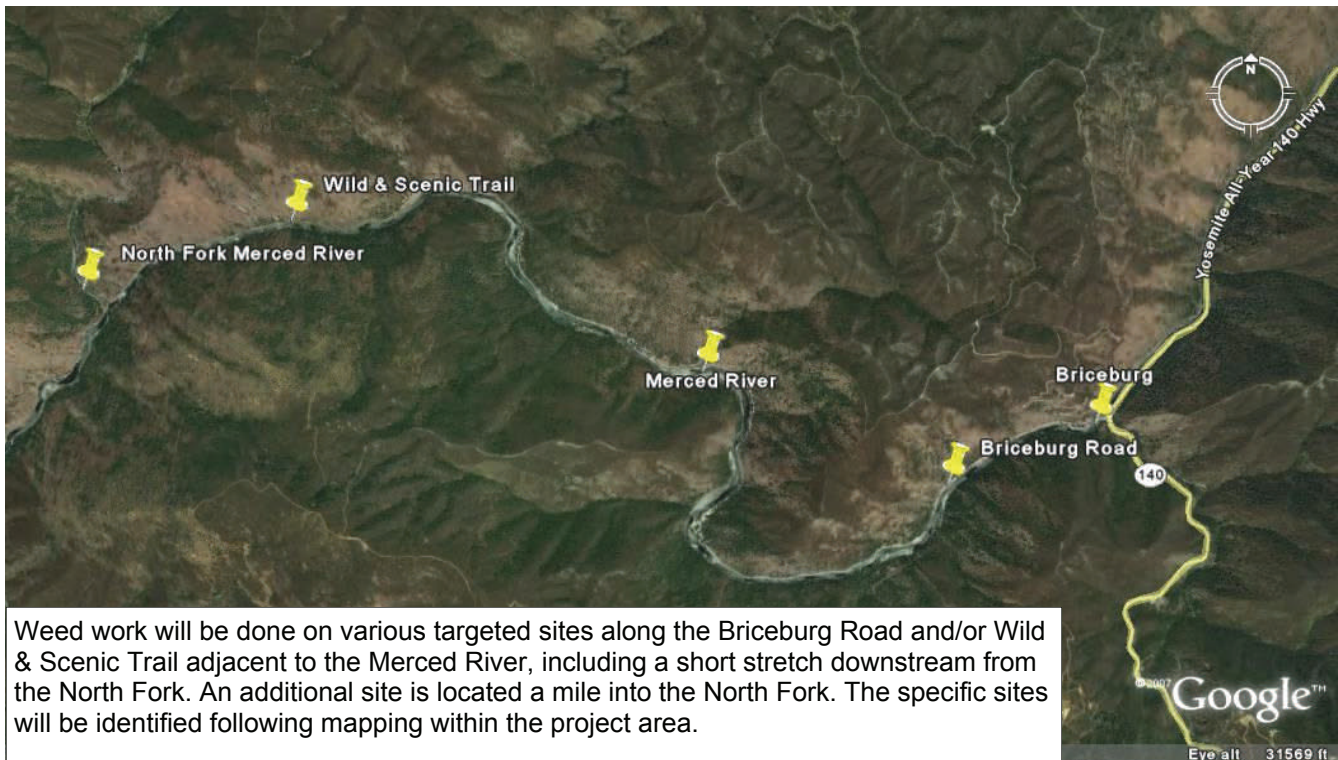 N
Yosemite All-Year 140 Hwy
Wild & Scenic Trail
North Fork Merced River
Merced River
Briceburg
Briceburg Road
140
Weed work will be done on various targeted sites along the Briceburg Road and/or Wild
& Scenic Trail adjacent to the Merced River, including a short stretch downstream from
the North Fork. An additional site is located a mile into the North Fork. The specific sites
will be identified following mapping within the project area.
©2007
Google™
Eye alt 31569 ft